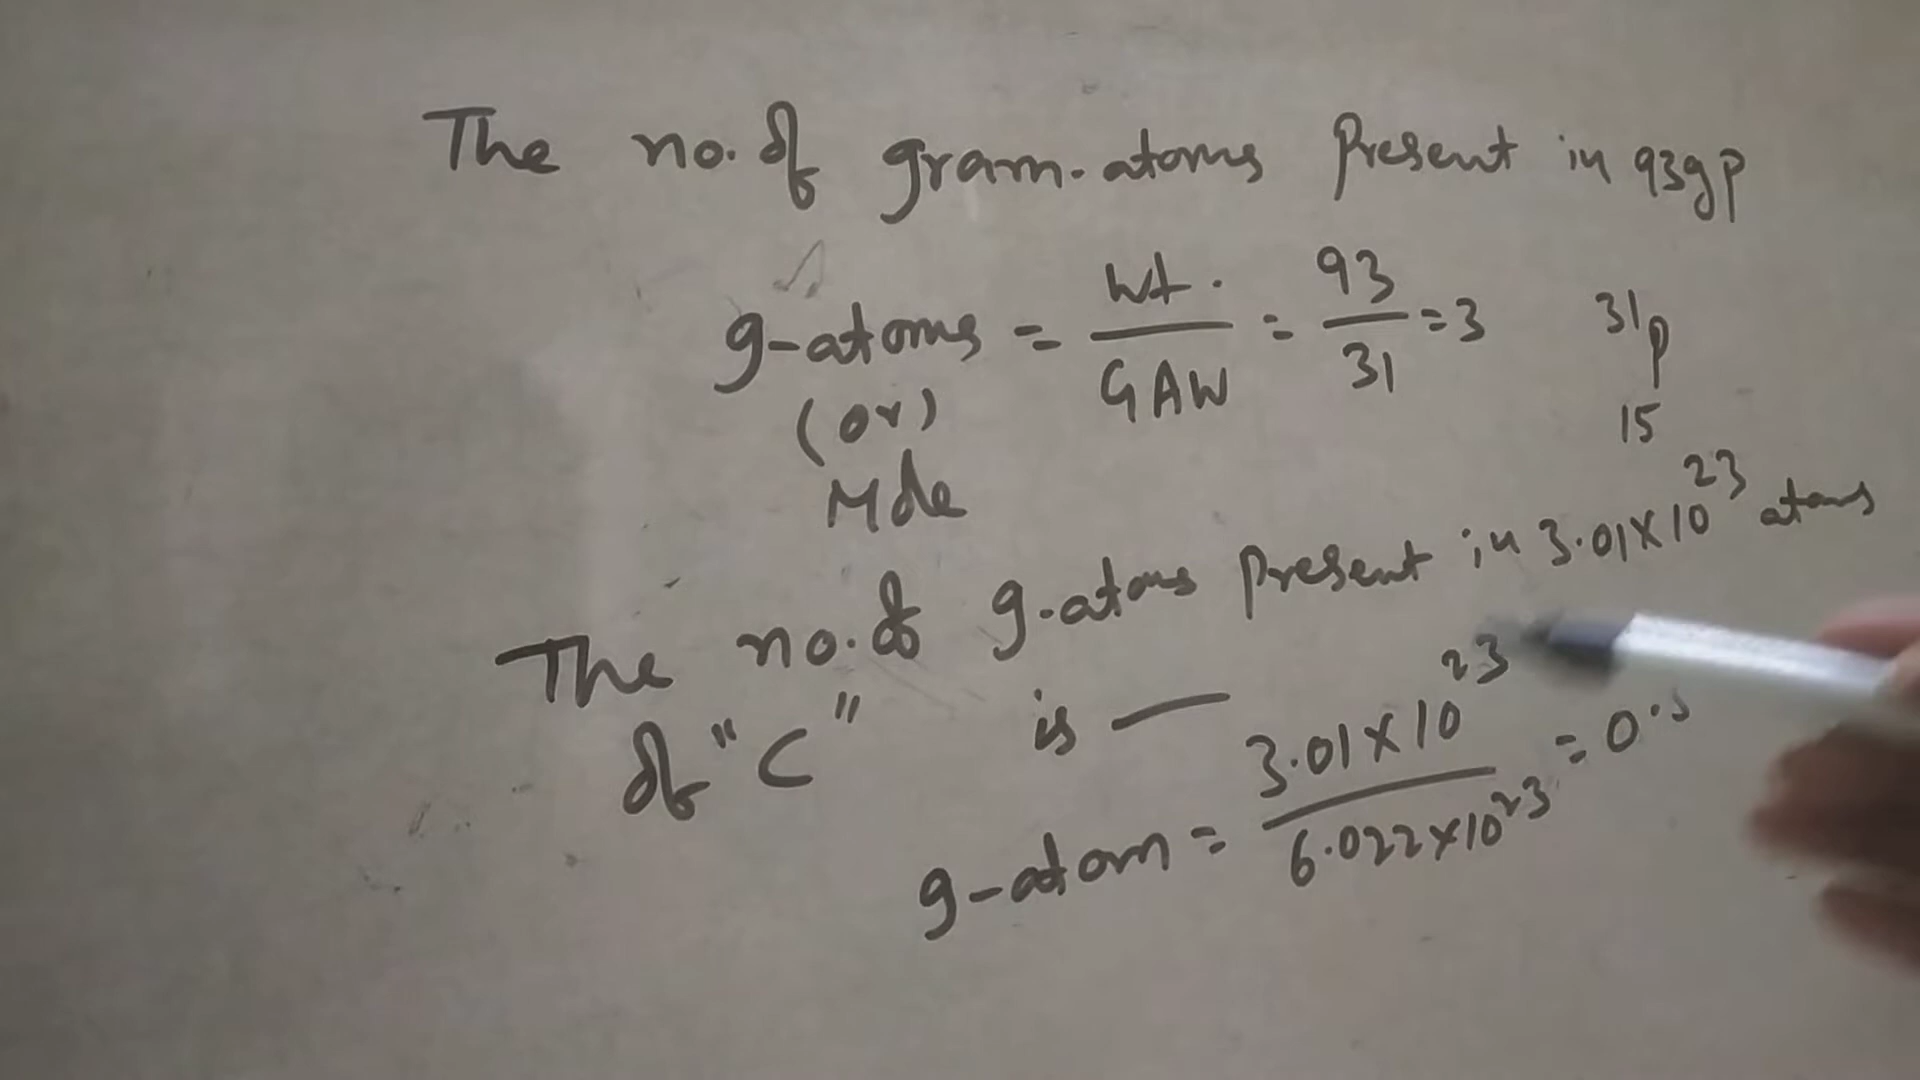 The no. of gram-atoms Present in 93g P
g-atoms = Wt. / GAW = 93 / 31 = 3
31 P 15
(or)
Mole
The no. of g-atoms Present in 3.01×10^23 atoms
of "C" is —
g-atom = 3.01×10^23 / 6.022×10^23 = 0.5